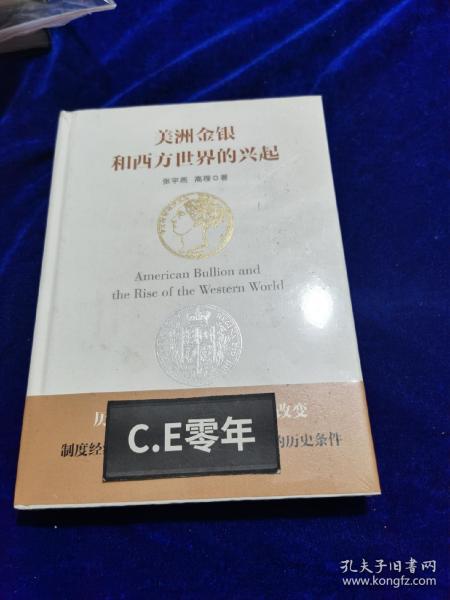 美洲金银
和西方世界的兴起
张宇燕 高程 著
American Bullion and
the Rise of the Western World
历
改变
C.E零年
制度经
的历史条件
孔夫子旧书网
www.kongfz.com